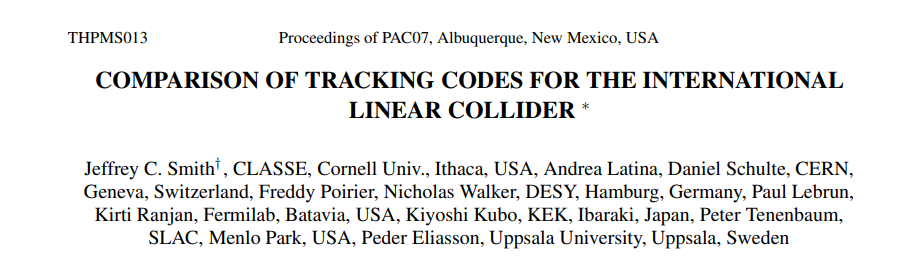 THPMS013 Proceedings of PAC07, Albuquerque, New Mexico, USA
COMPARISON OF TRACKING CODES FOR THE INTERNATIONAL
LINEAR COLLIDER *
Jeffrey C. Smith†, CLASSE, Cornell Univ., Ithaca, USA, Andrea Latina, Daniel Schulte, CERN,
Geneva, Switzerland, Freddy Poirier, Nicholas Walker, DESY, Hamburg, Germany, Paul Lebrun,
Kirti Ranjan, Fermilab, Batavia, USA, Kiyoshi Kubo, KEK, Ibaraki, Japan, Peter Tenenbaum,
SLAC, Menlo Park, USA, Peder Eliasson, Uppsala University, Uppsala, Sweden